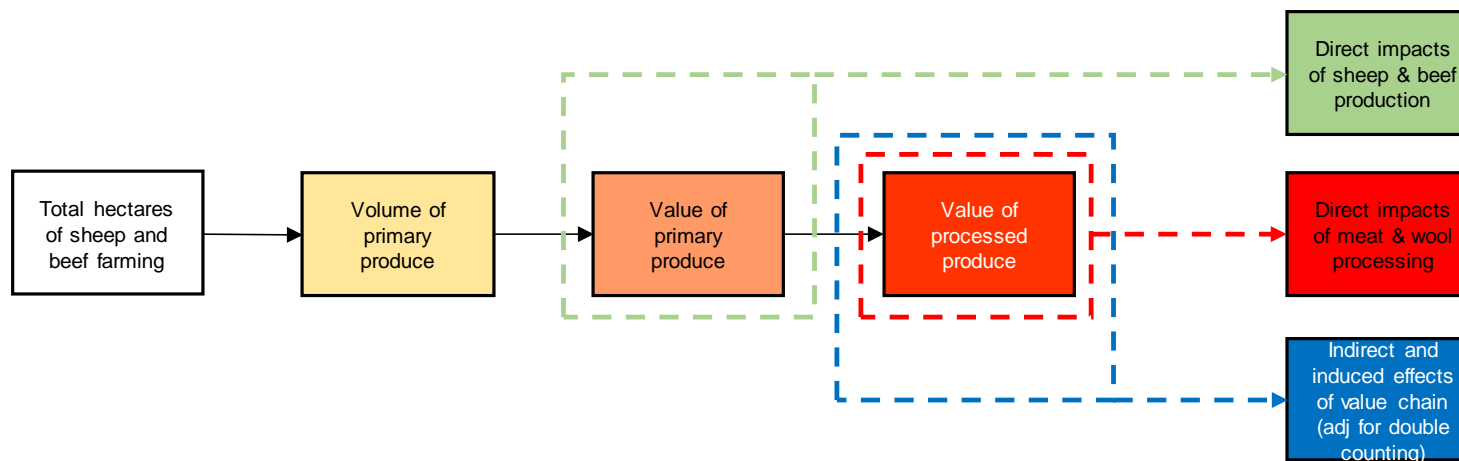 Total hectares
of sheep and
beef farming
Volume of
primary
produce
Value of
primary
produce
Value of
processed
produce
Direct impacts
of sheep & beef
production
Direct impacts
of meat & wool
processing
Indirect and
induced effects
of value chain
(adj for double
counting)